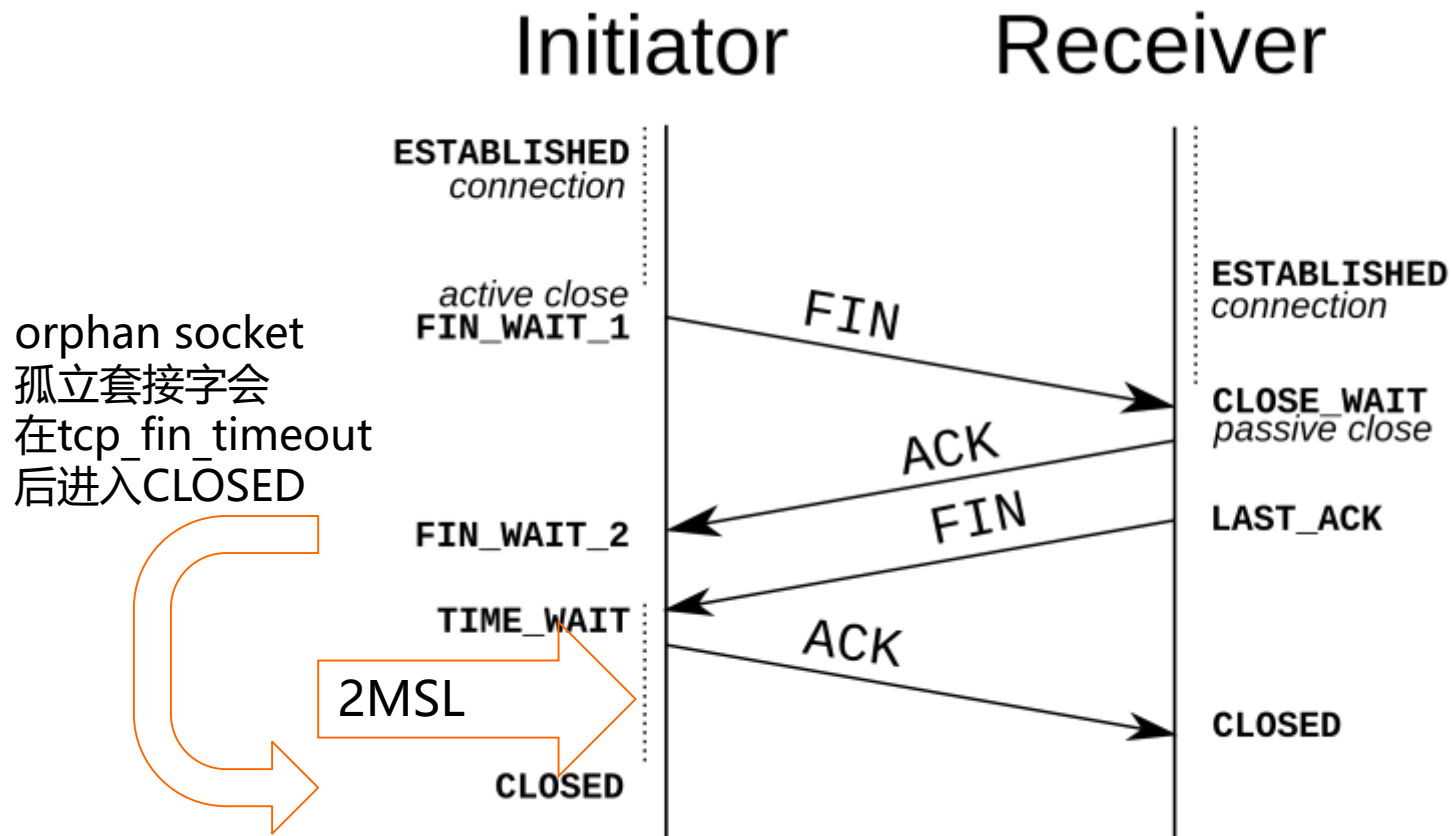 Initiator
Receiver
ESTABLISHED
connection
active close
FIN_WAIT_1
FIN
ESTABLISHED
connection
orphan socket
孤立套接字会
在tcp_fin_timeout
后进入CLOSED
CLOSE_WAIT
passive close
ACK
FIN_WAIT_2
FIN
LAST_ACK
TIME_WAIT
ACK
2MSL
CLOSED
CLOSED